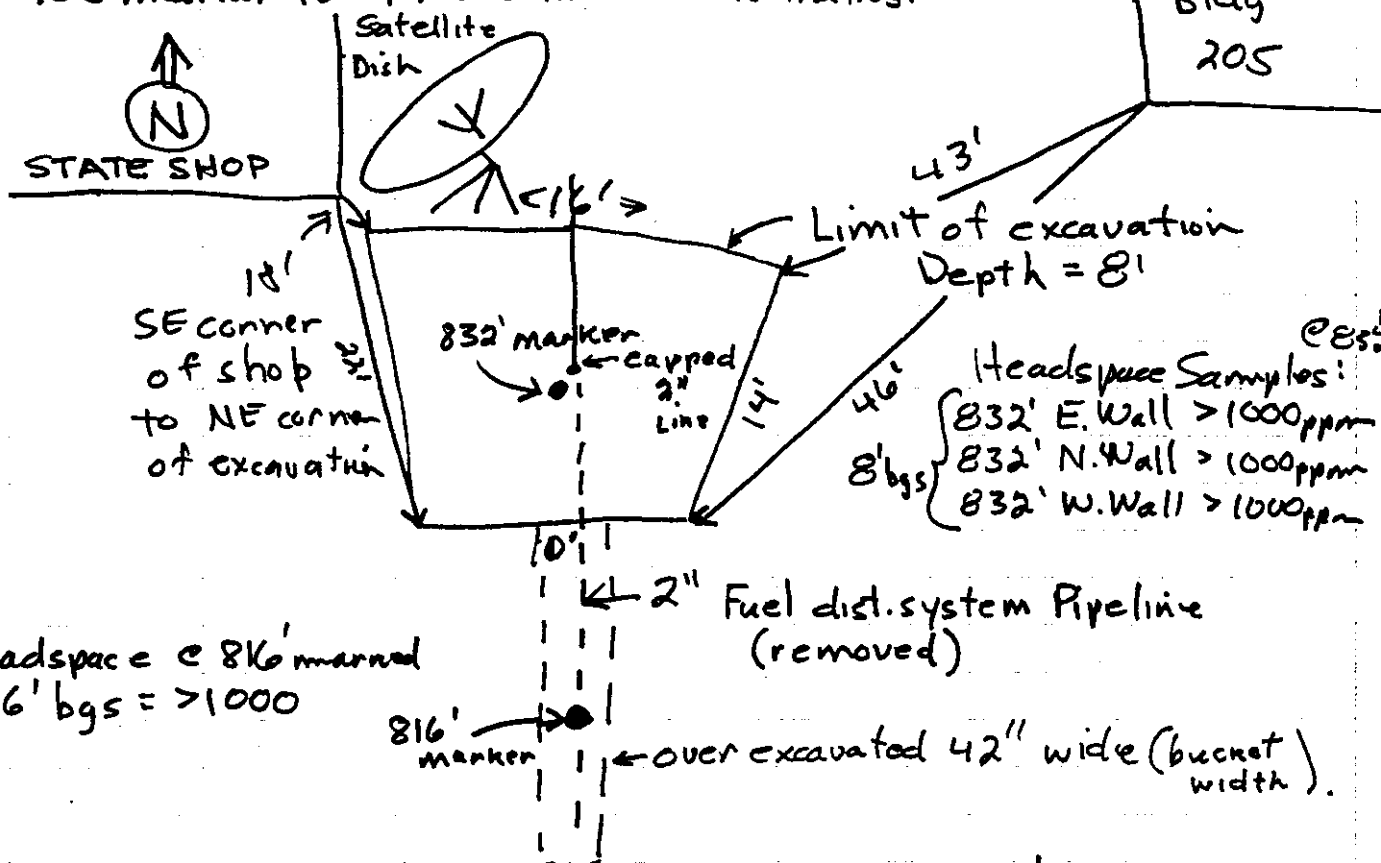 Satellite
Dish
Bldg
205
N
STATE SHOP
<16'>
43'
Limit of excavation
Depth = 8'
18'
SE corner
of shop
to NE corner
of excavation
832' marker
capped
2"
Line
14'
46'
Headspace Samples:
832' E. Wall > 1000ppm
832' N. Wall > 1000ppm
832' W. Wall > 1000ppm
8' bgs
10'
2" Fuel dist. system Pipeline
(removed)
adspace @ 816' marned
6' bgs = >1000
816'
marker
over excavated 42" wide (bucket
width).